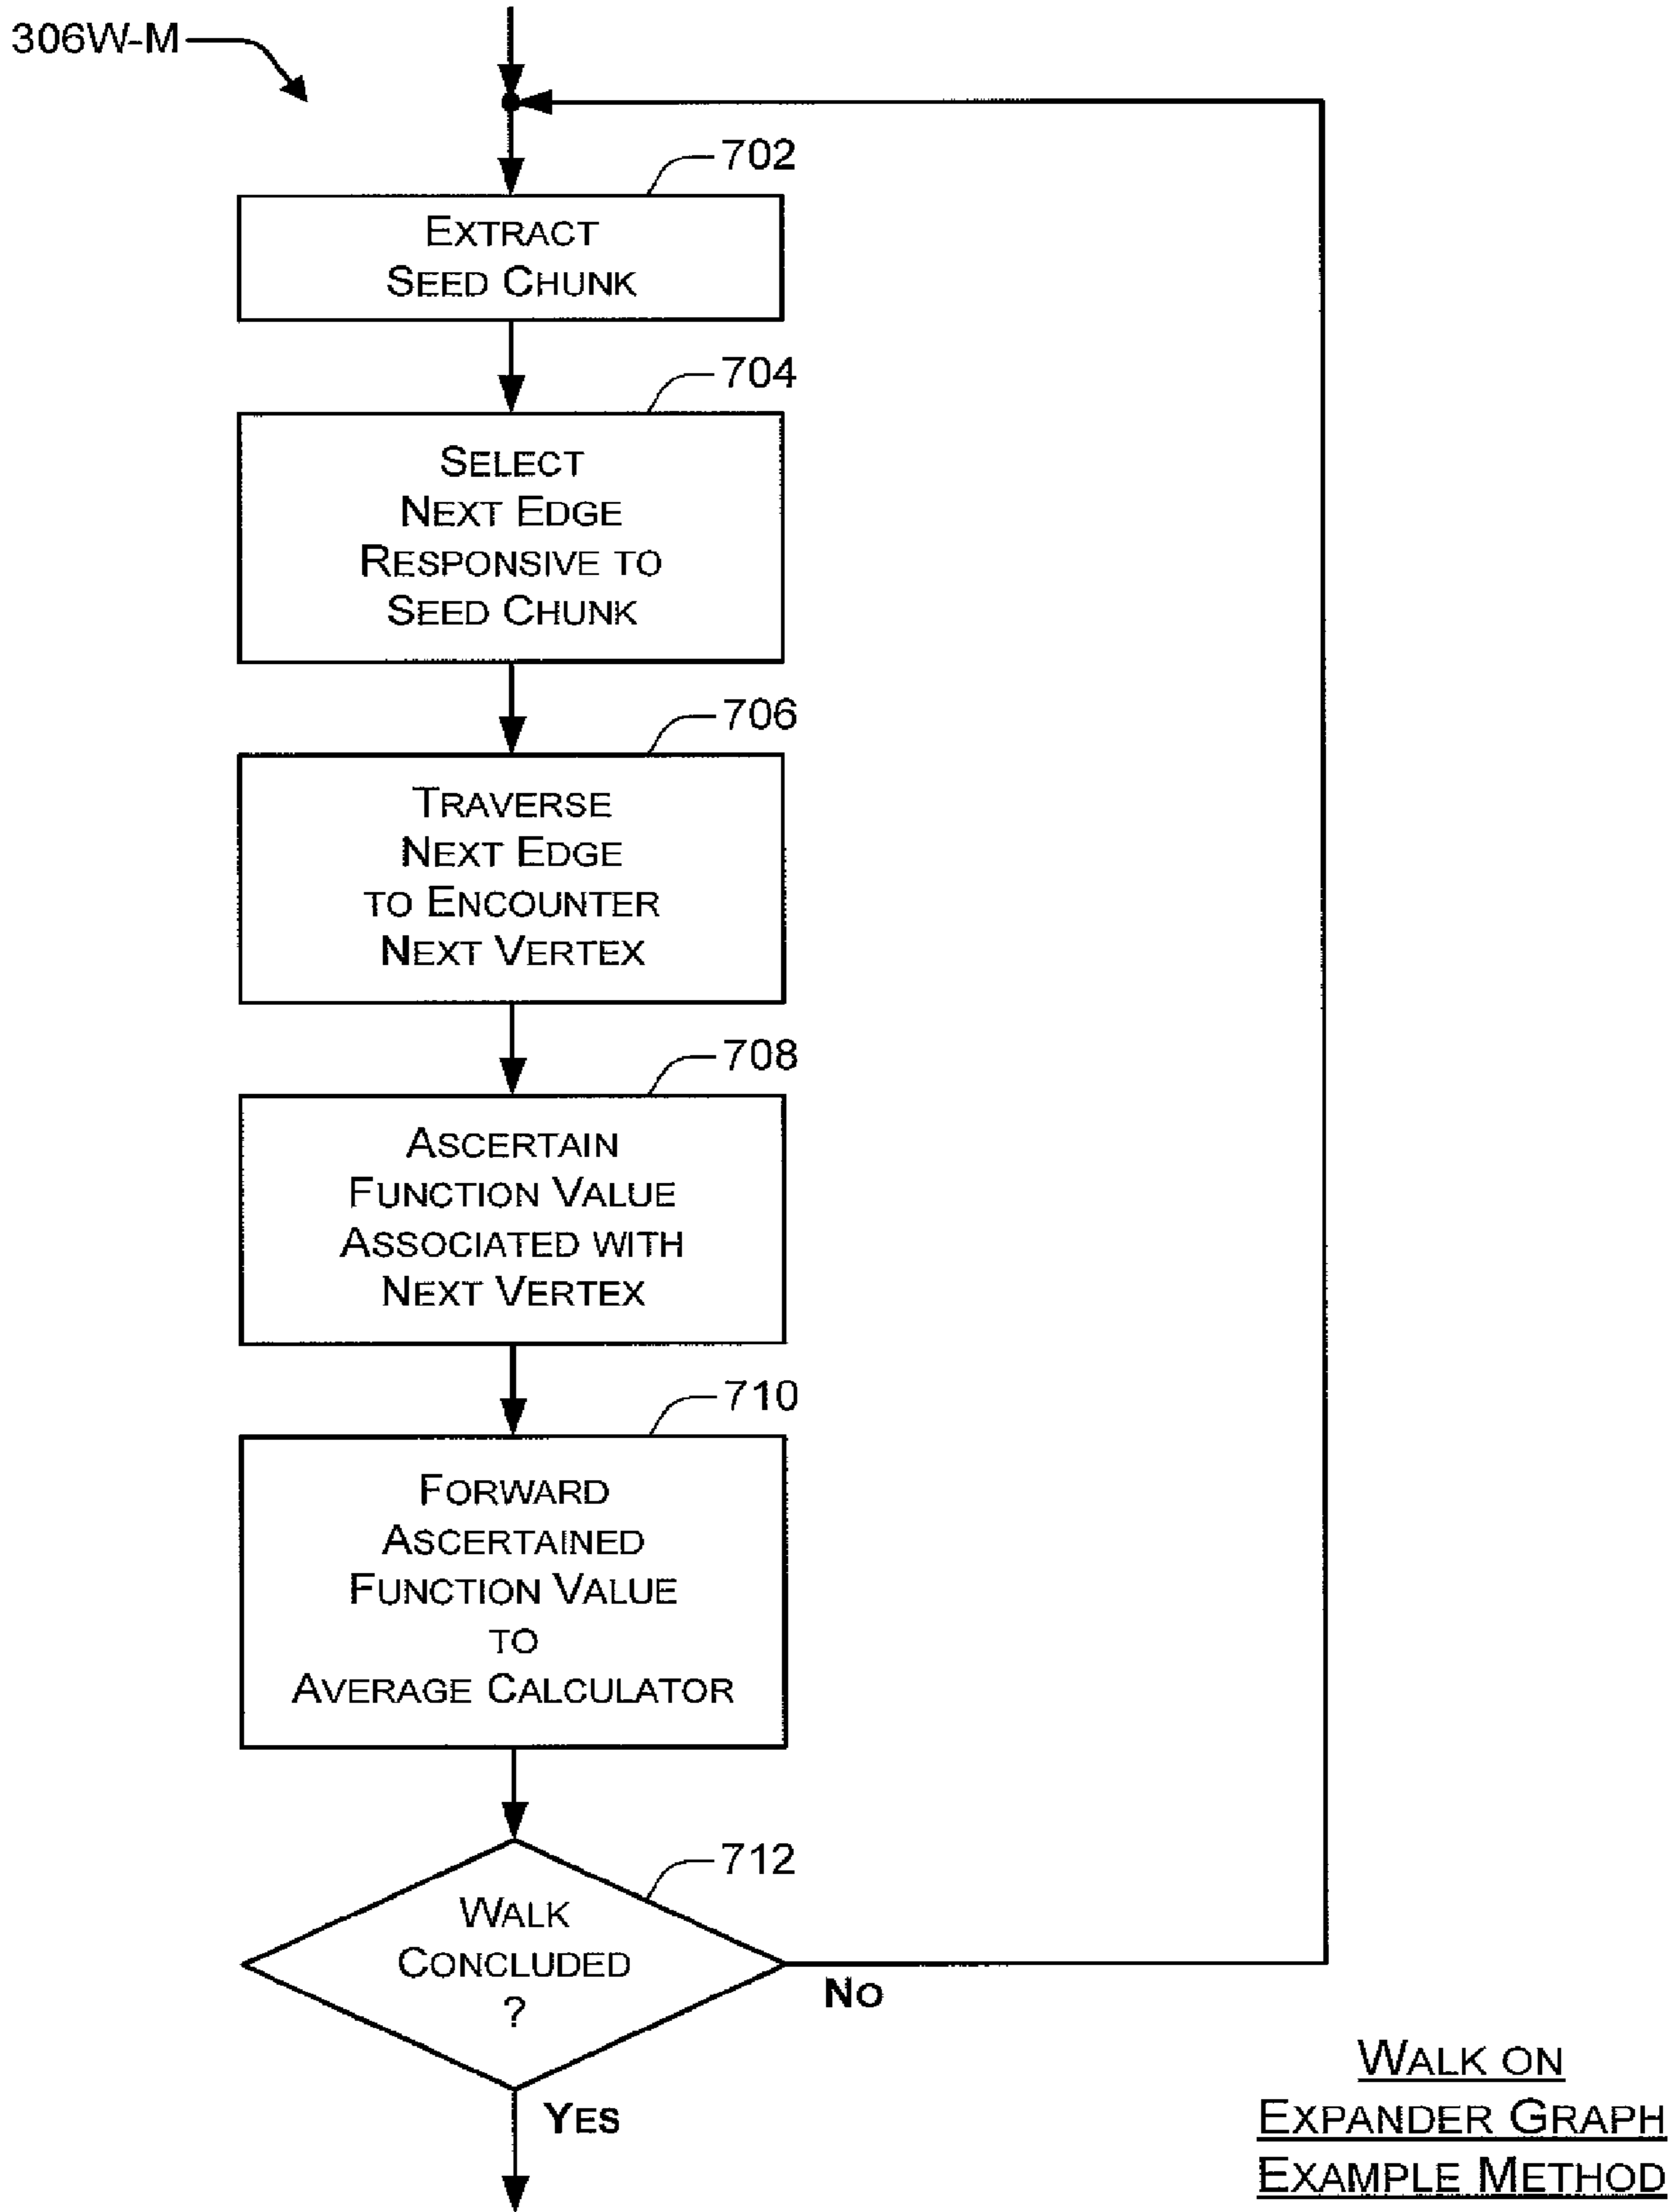 306W-M
702
EXTRACT
SEED CHUNK
704
SELECT
NEXT EDGE
RESPONSIVE TO
SEED CHUNK
706
TRAVERSE
NEXT EDGE
TO ENCOUNTER
NEXT VERTEX
708
ASCERTAIN
FUNCTION VALUE
ASSOCIATED WITH
NEXT VERTEX
710
FORWARD
ASCERTAINED
FUNCTION VALUE
TO
AVERAGE CALCULATOR
712
WALK
CONCLUDED
?
NO
YES
WALK ON
EXPANDER GRAPH
EXAMPLE METHOD